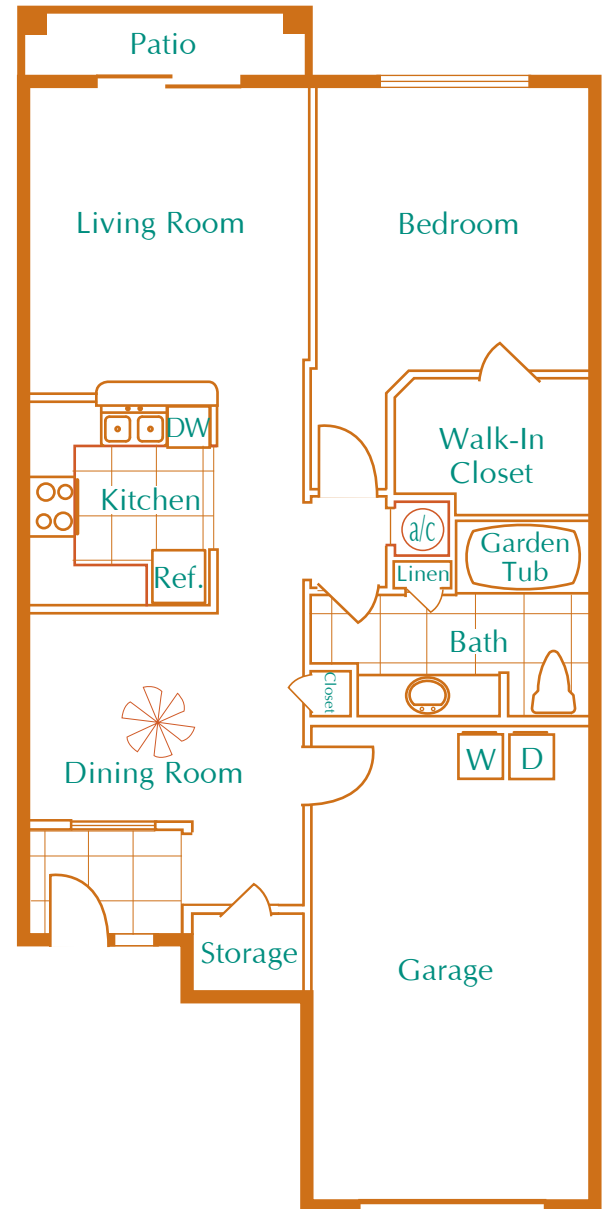 Patio
Living Room
Bedroom
DW
Walk-In
Closet
Kitchen
a/c
Garden
Tub
Ref.
Linen
Bath
Closet
W
D
Dining Room
Storage
Garage